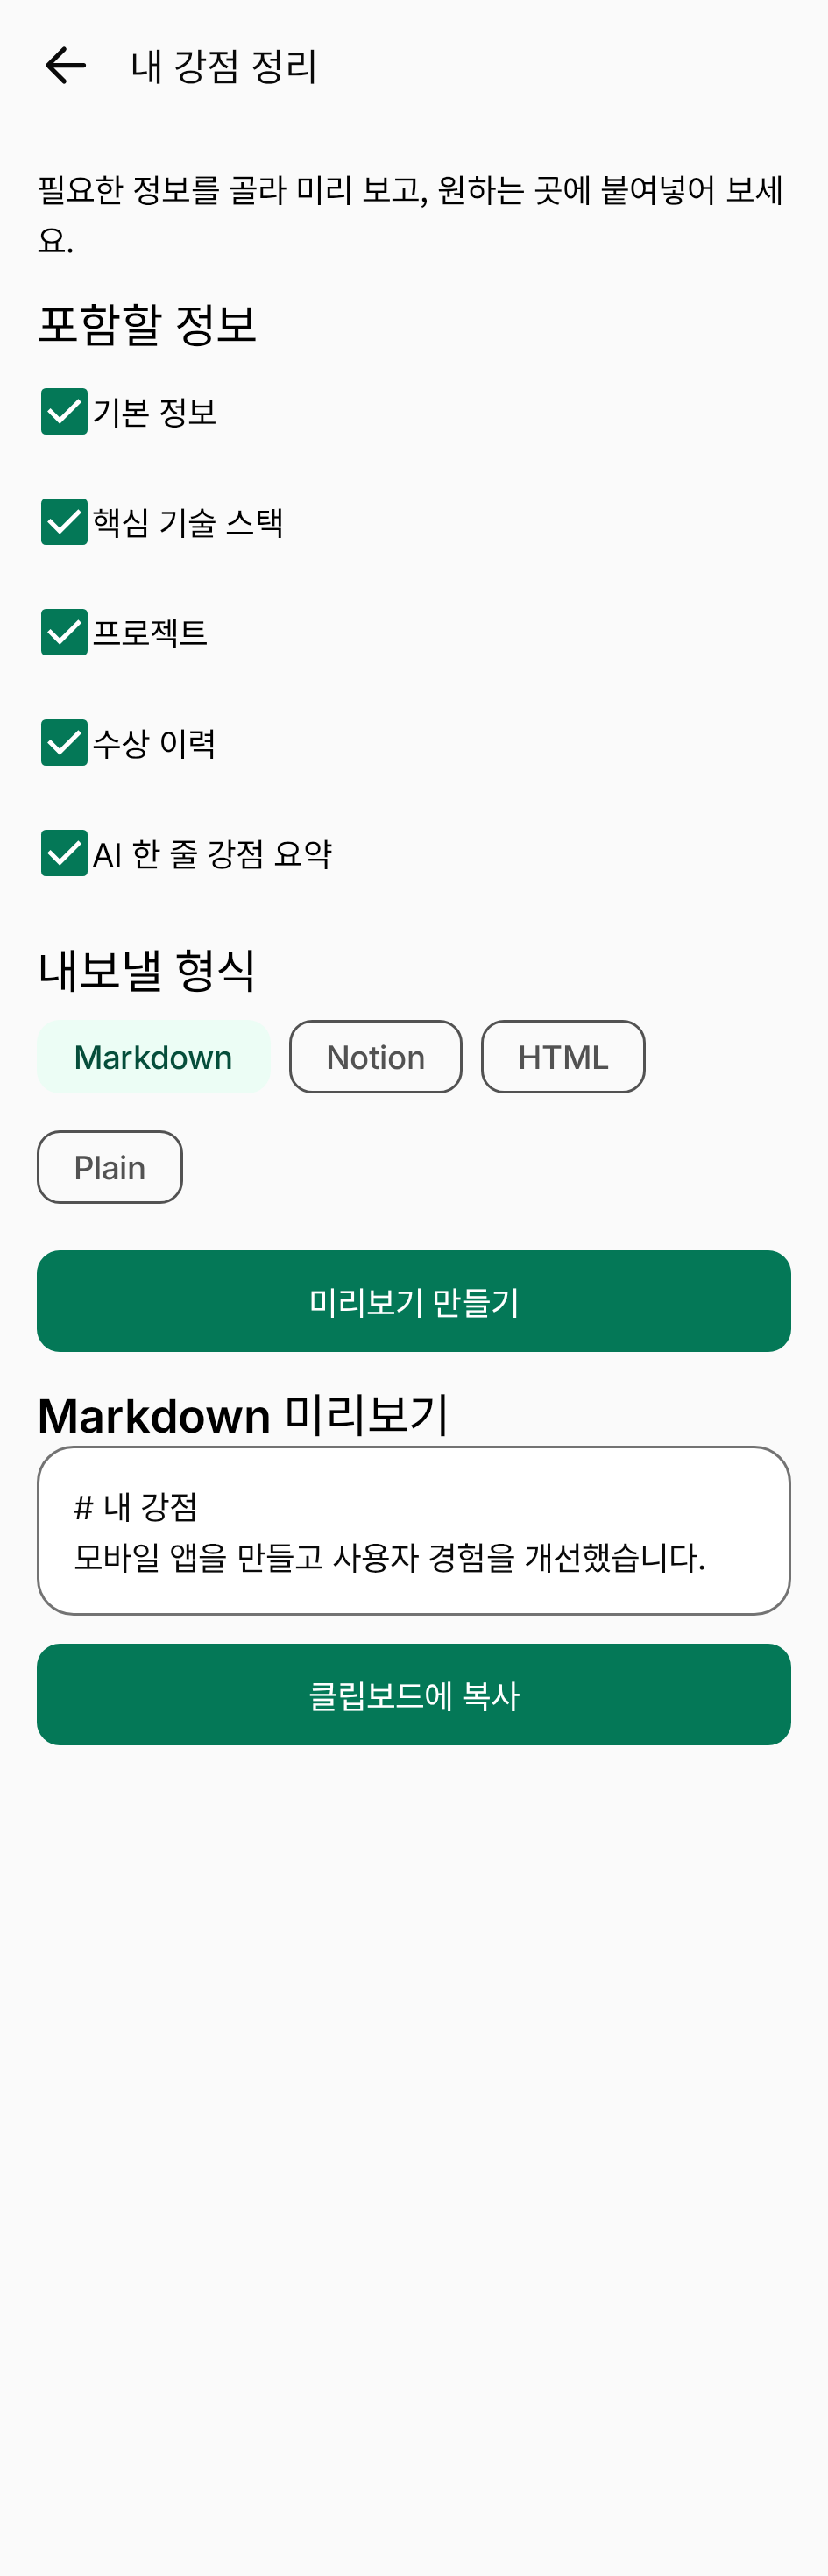 내 강점 정리
필요한 정보를 골라 미리 보고, 원하는 곳에 붙여넣어 보세
요.
포함할 정보
기본 정보
핵심 기술 스택
프로젝트
수상 이력
AI 한 줄 강점 요약
내보낼 형식
Markdown Notion HTML
Plain
미리보기 만들기
Markdown 미리보기
# 내 강점
모바일 앱을 만들고 사용자 경험을 개선했습니다.
클립보드에 복사